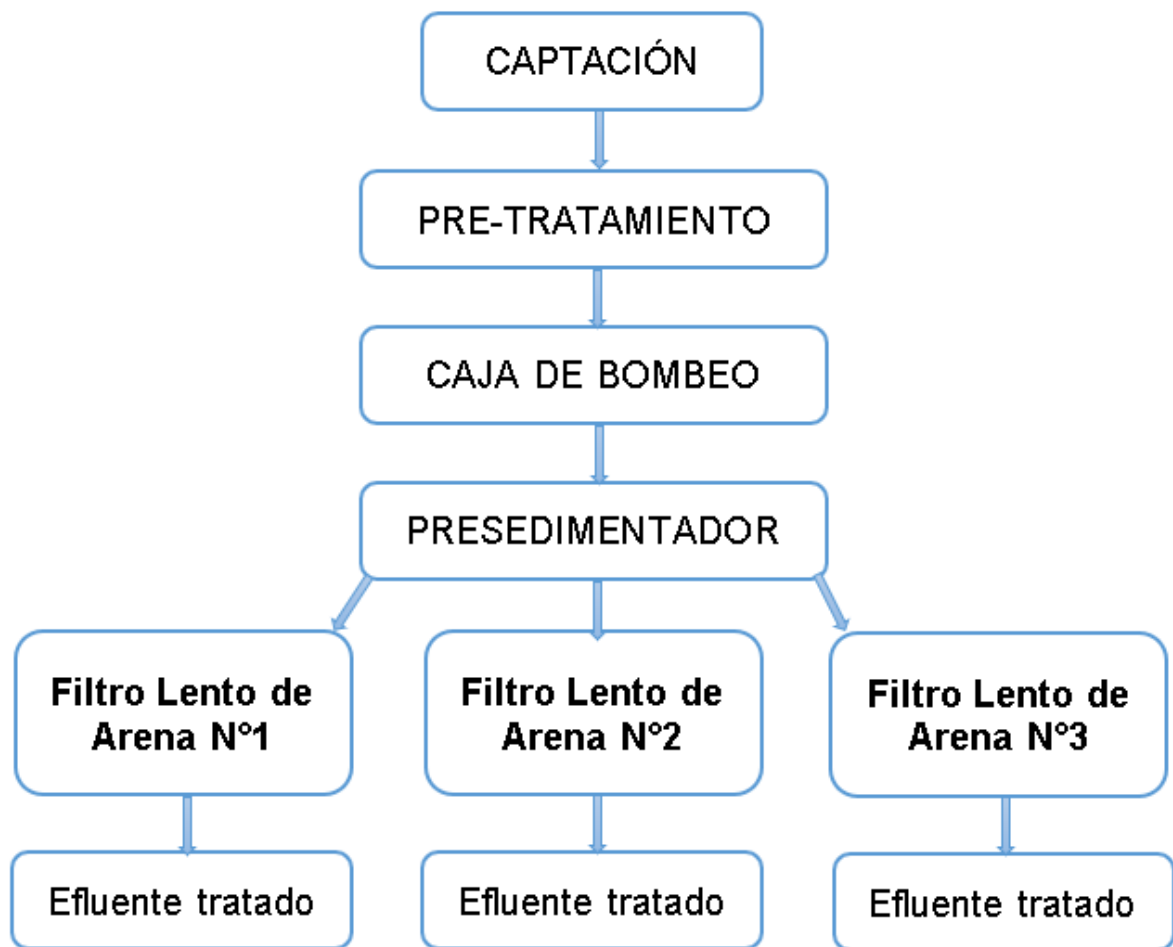 CAPTACIÓN
PRE-TRATAMIENTO
CAJA DE BOMBEO
PRESEDIMENTADOR
Filtro Lento de
Arena N°1
Filtro Lento de
Arena N°2
Filtro Lento de
Arena N°3
Efluente tratado
Efluente tratado
Efluente tratado